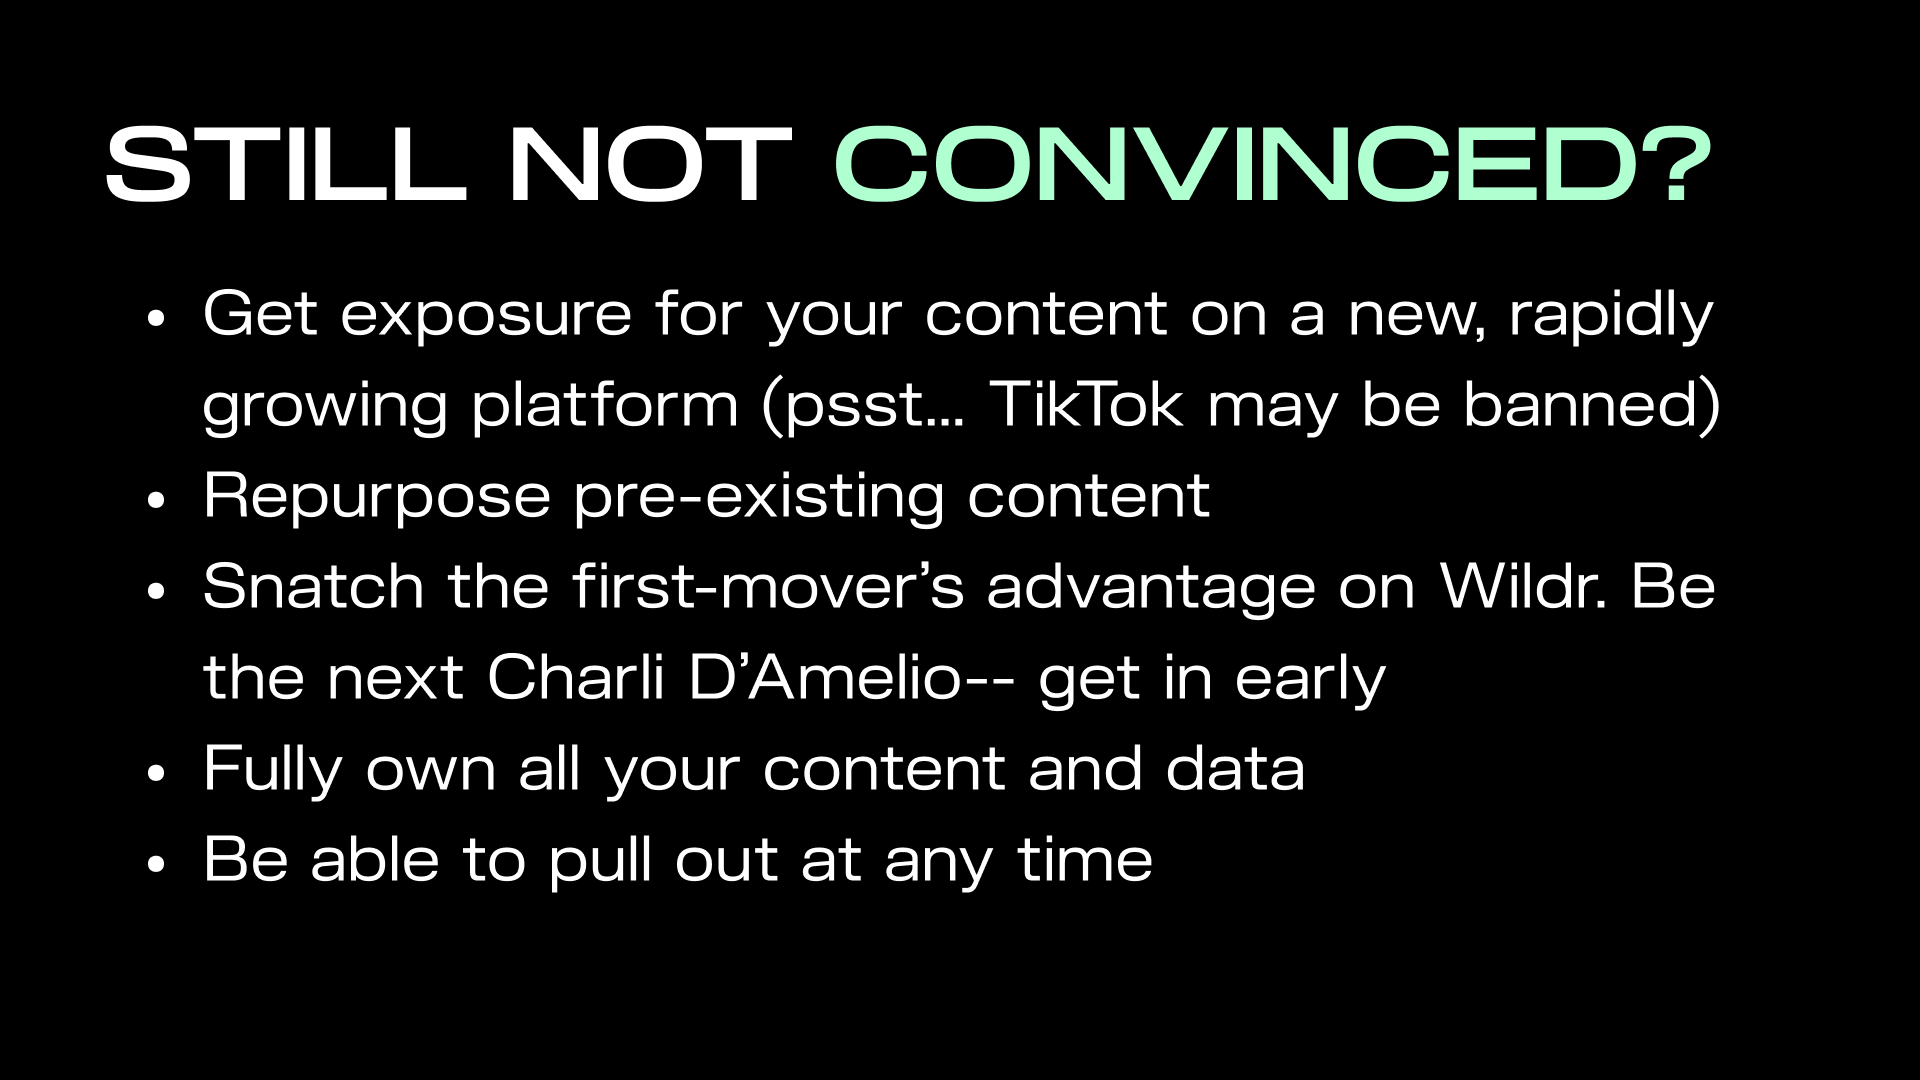 STILL NOT CONVINCED?
• Get exposure for your content on a new, rapidly
growing platform (psst... TikTok may be banned)
• Repurpose pre-existing content
• Snatch the first-mover’s advantage on Wildr. Be
the next Charli D’Amelio-- get in early
• Fully own all your content and data
• Be able to pull out at any time